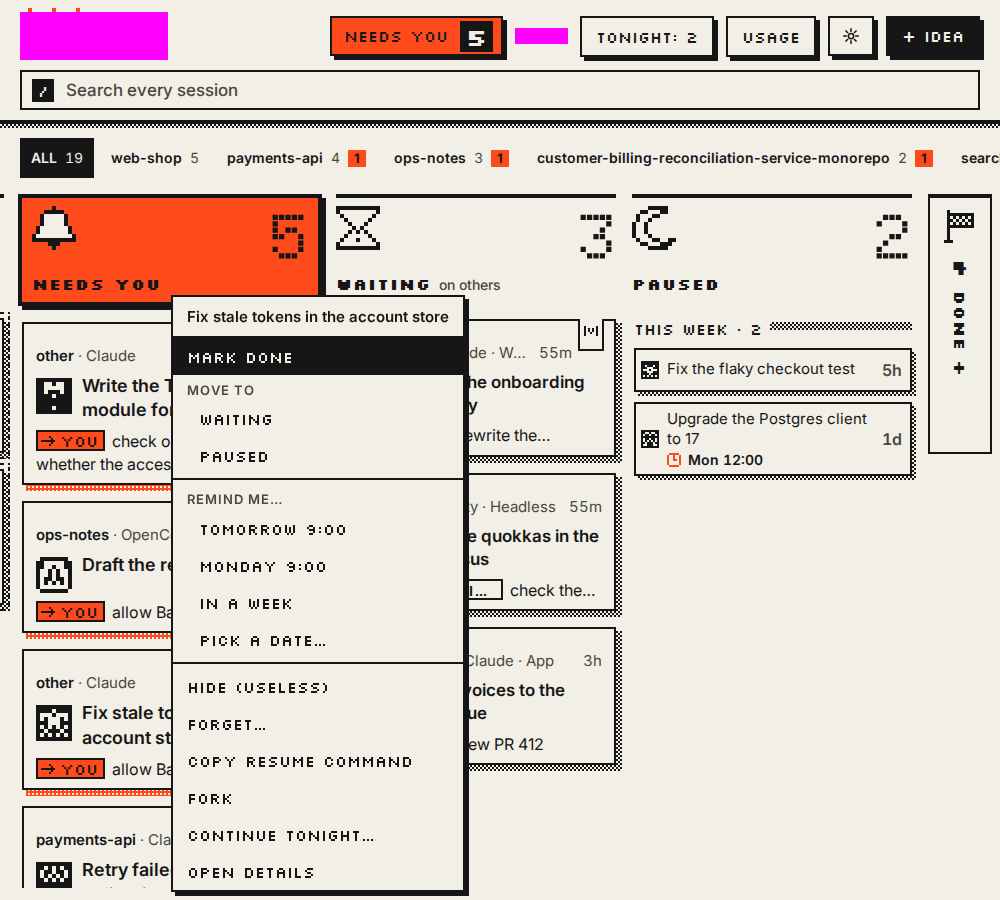 NEEDS YOU 5
TONIGHT: 2
USAGE
+ IDEA
/ Search every session
ALL 19
web-shop 5
payments-api 4 1
ops-notes 3 1
customer-billing-reconciliation-service-monorepo 2 1
searc
5
NEEDS YOU
3
WAITING on others
2
PAUSED
4 DONE +
other · Claude
Write the T
module fo
→ YOU check o
whether the acces
ops-notes · OpenC
Draft the re
→ YOU allow Ba
other · Claude
Fix stale to
account st
→ YOU allow Ba
payments-api · Cla
Retry faile
Fix stale tokens in the account store
MARK DONE
MOVE TO
WAITING
PAUSED
REMIND ME…
TOMORROW 9:00
MONDAY 9:00
IN A WEEK
PICK A DATE…
HIDE (USELESS)
FORGET…
COPY RESUME COMMAND
FORK
CONTINUE TONIGHT…
OPEN DETAILS
de · W… 55m
he onboarding
y
ewrite the…
ty · Headless 55m
e quokkas in the
sus
I… check the…
Claude · App 3h
voices to the
ue
ew PR 412
THIS WEEK · 2
Fix the flaky checkout test 5h
Upgrade the Postgres client
to 17
1d
Mon 12:00